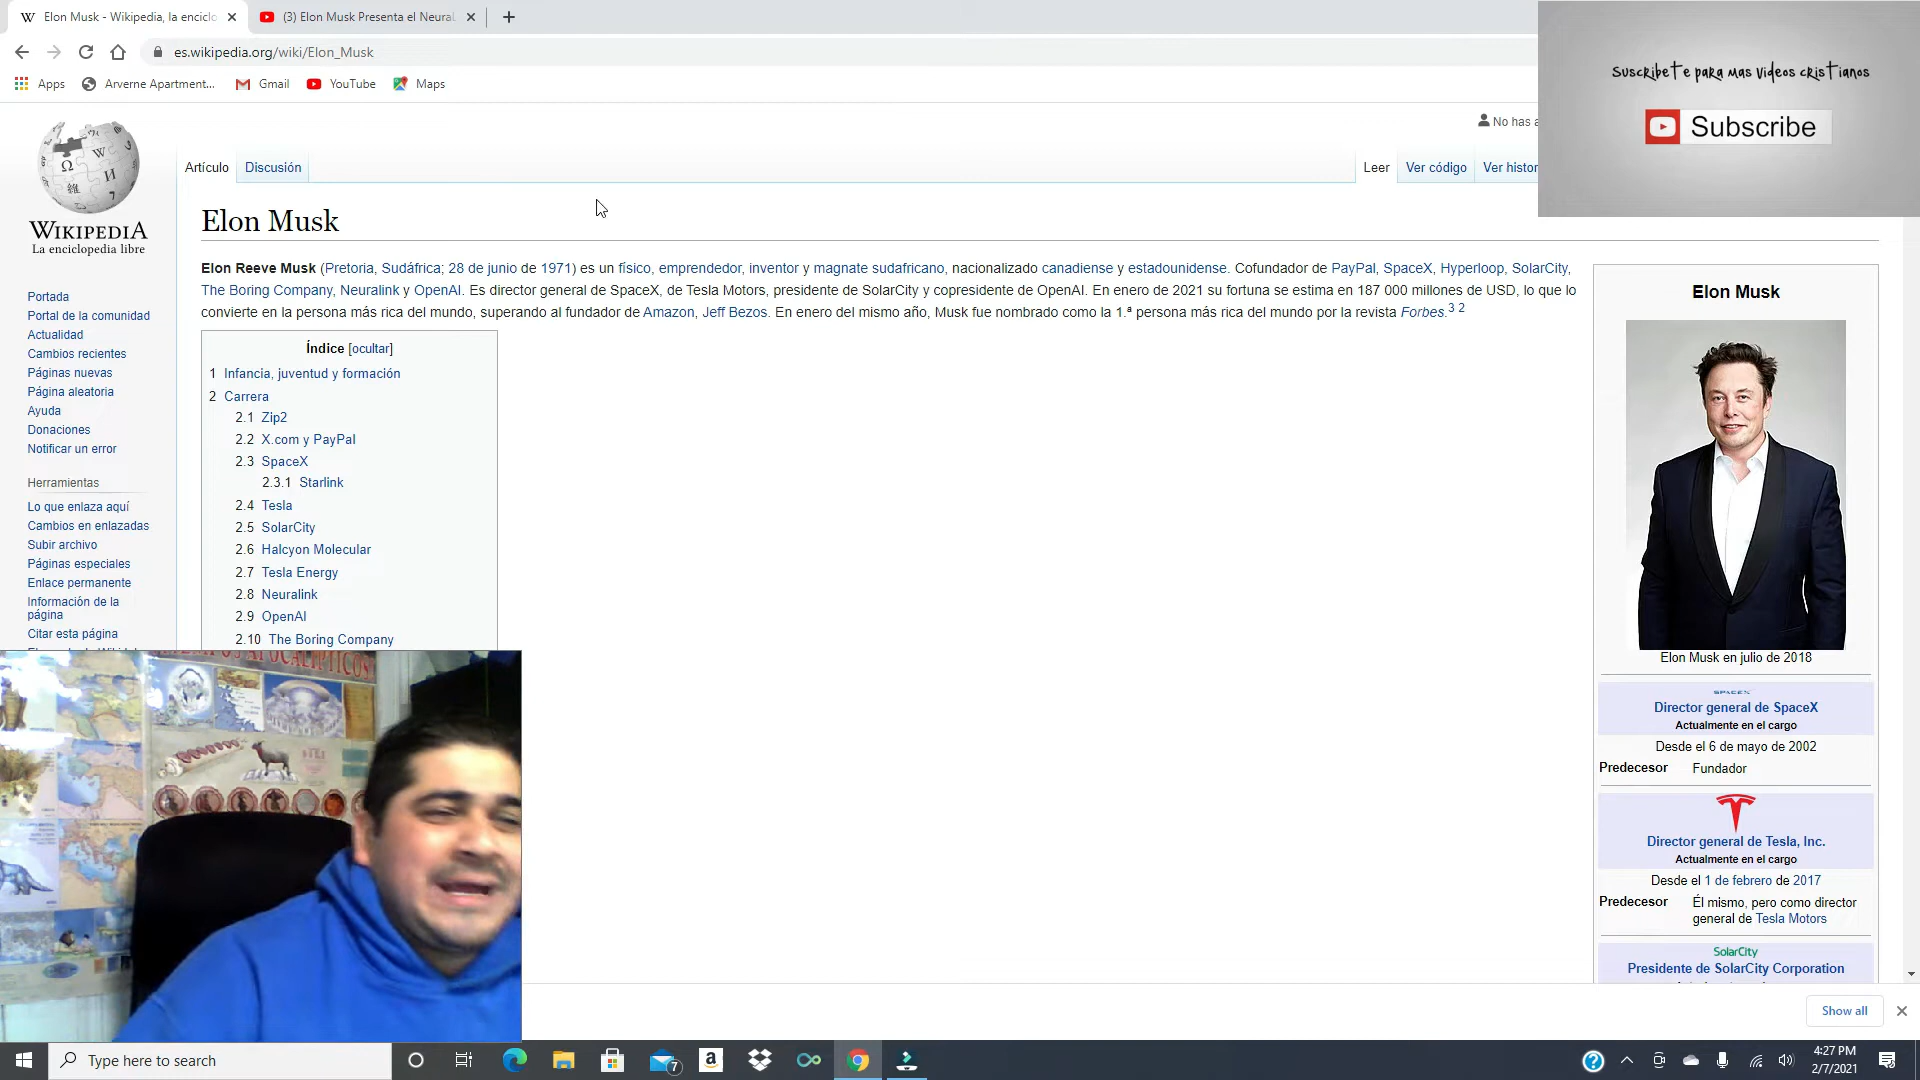 Elon Musk - Wikipedia, la enciclo
(3) Elon Musk Presenta el NeuraL
es.wikipedia.org/wiki/Elon_Musk
Apps
Arverne Apartment...
Gmail
YouTube
Maps
Suscribete para mas videos cristianos
Subscribe
No has a
Artículo
Discusión
Leer
Ver código
Ver histor
WIKIPEDIA
La enciclopedia libre
Elon Musk
Elon Reeve Musk (Pretoria, Sudáfrica; 28 de junio de 1971) es un físico, emprendedor, inventor y magnate sudafricano, nacionalizado canadiense y estadounidense. Cofundador de PayPal, SpaceX, Hyperloop, SolarCity,
The Boring Company, Neuralink y OpenAI. Es director general de SpaceX, de Tesla Motors, presidente de SolarCity y copresidente de OpenAI. En enero de 2021 su fortuna se estima en 187 000 millones de USD, lo que lo
convierte en la persona más rica del mundo, superando al fundador de Amazon, Jeff Bezos. En enero del mismo año, Musk fue nombrado como la 1.ª persona más rica del mundo por la revista Forbes.3 2
Portada
Portal de la comunidad
Actualidad
Cambios recientes
Páginas nuevas
Página aleatoria
Ayuda
Donaciones
Notificar un error
Herramientas
Lo que enlaza aquí
Cambios en enlazadas
Subir archivo
Páginas especiales
Enlace permanente
Información de la
página
Citar esta página
Índice [ocultar]
1 Infancia, juventud y formación
2 Carrera
2.1 Zip2
2.2 X.com y PayPal
2.3 SpaceX
2.3.1 Starlink
2.4 Tesla
2.5 SolarCity
2.6 Halcyon Molecular
2.7 Tesla Energy
2.8 Neuralink
2.9 OpenAI
2.10 The Boring Company
Elon Musk
Elon Musk en julio de 2018
SPACEX
Director general de SpaceX
Actualmente en el cargo
Desde el 6 de mayo de 2002
Predecesor Fundador
Director general de Tesla, Inc.
Actualmente en el cargo
Desde el 1 de febrero de 2017
Predecesor Él mismo, pero como director
general de Tesla Motors
SolarCity
Presidente de SolarCity Corporation
APOCALIPTICOS
Show all
Type here to search
7
4:27 PM
2/7/2021